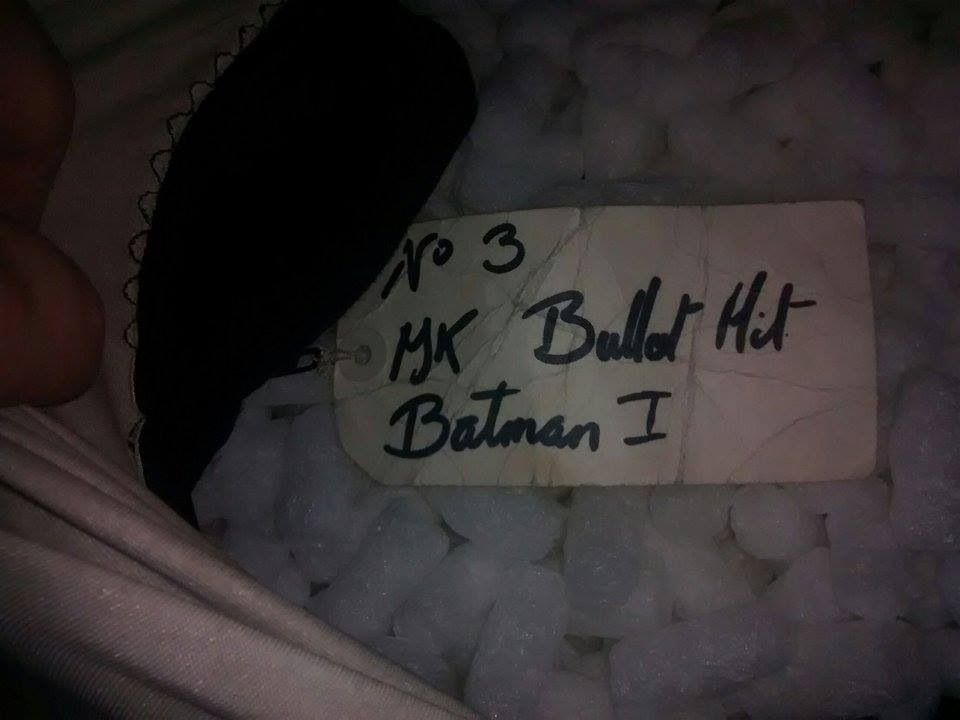 No 3
MK Bullet Hit
Batman I